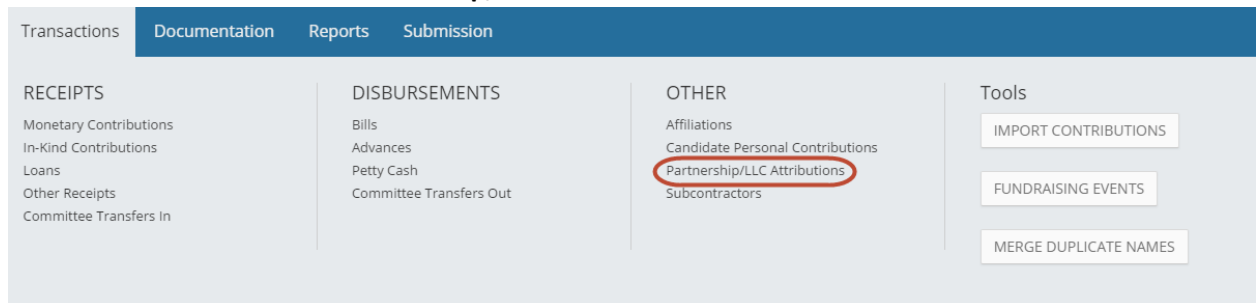 Transactions
Documentation
Reports
Submission
RECEIPTS
Monetary Contributions
In-Kind Contributions
Loans
Other Receipts
Committee Transfers In
DISBURSEMENTS
Bills
Advances
Petty Cash
Committee Transfers Out
OTHER
Affiliations
Candidate Personal Contributions
Partnership/LLC Attributions
Subcontractors
Tools
IMPORT CONTRIBUTIONS
FUNDRAISING EVENTS
MERGE DUPLICATE NAMES